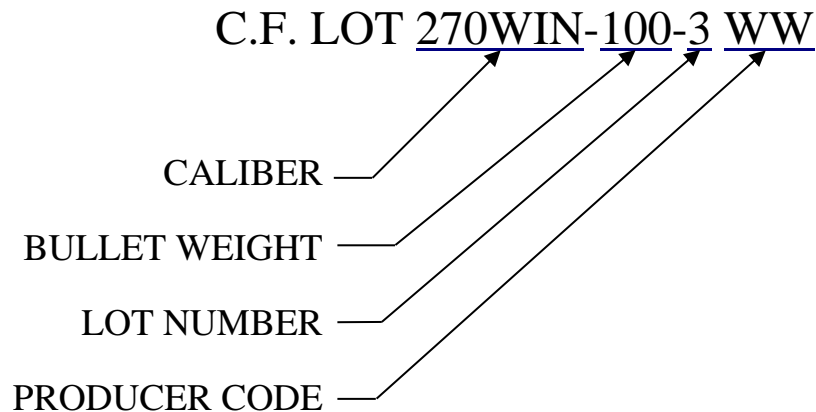 C.F. LOT 270WIN-100-3 WW
CALIBER
BULLET WEIGHT
LOT NUMBER
PRODUCER CODE